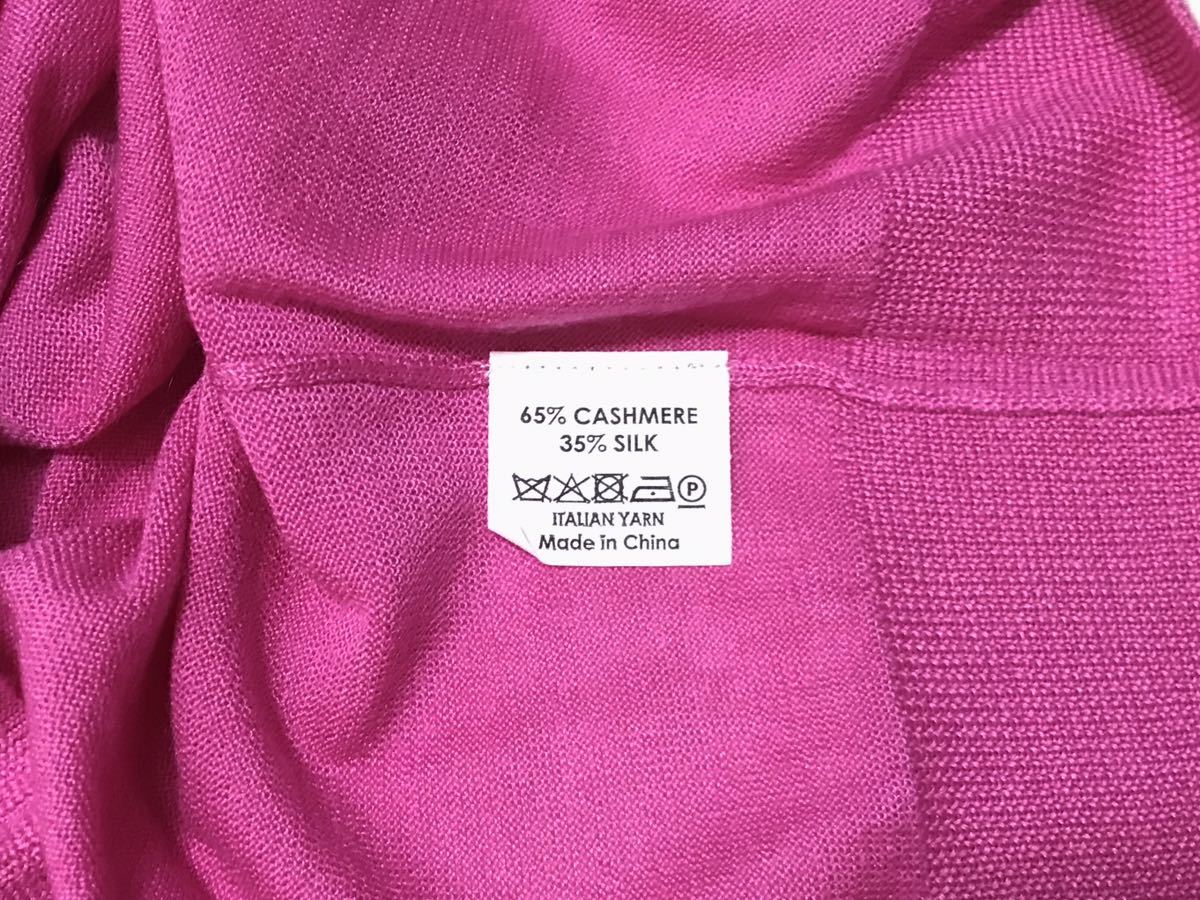 65% CASHMERE
35% SILK
P
ITALIAN YARN
Made in China